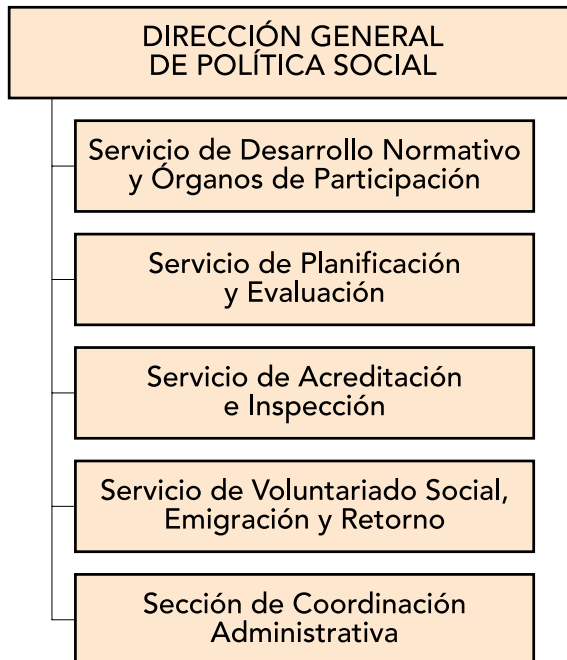 DIRECCIÓN GENERAL
DE POLÍTICA SOCIAL
Servicio de Desarrollo Normativo
y Órganos de Participación
Servicio de Planificación
y Evaluación
Servicio de Acreditación
e Inspección
Servicio de Voluntariado Social,
Emigración y Retorno
Sección de Coordinación
Administrativa